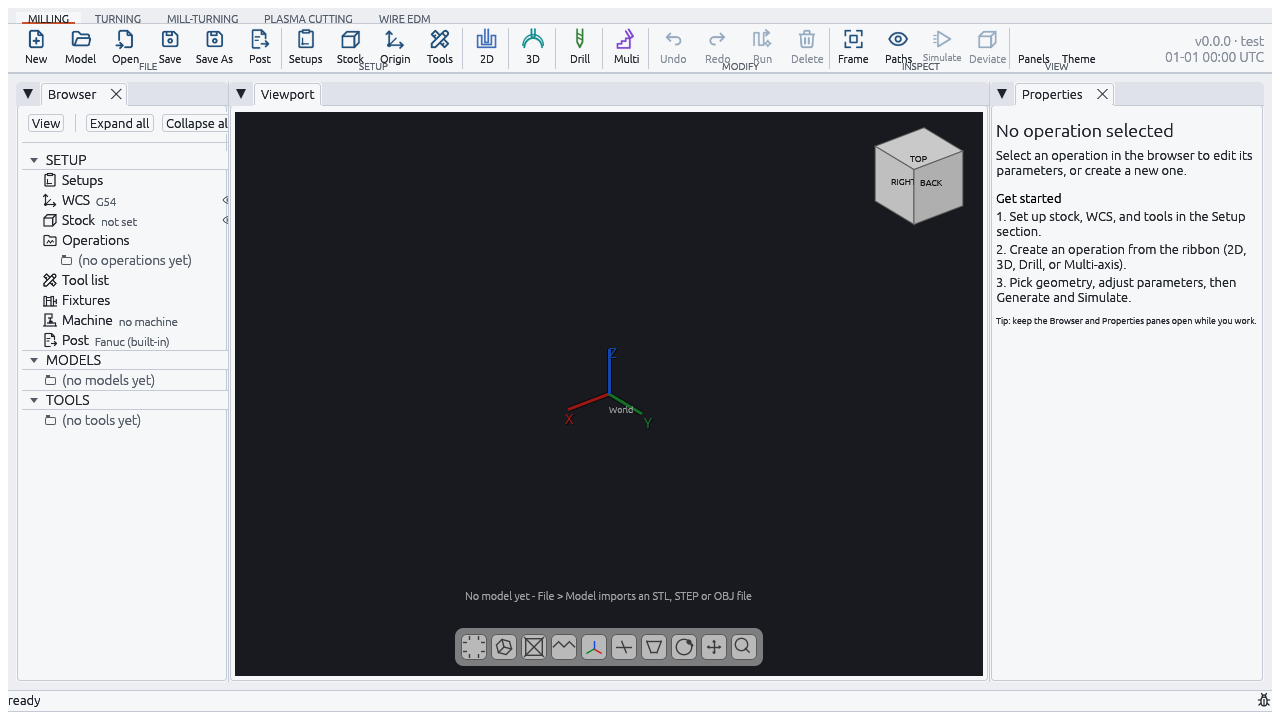 MILLING TURNING MILL-TURNING PLASMA CUTTING WIRE EDM
New Model Open Save Save As Post Setups Stock Origin Tools 2D 3D Drill Multi Undo Redo Run Delete Frame Paths Simulate Deviate Panels Theme
FILE SETUP MODIFY INSPECT VIEW
v0.0.0 · test
01-01 00:00 UTC
Browser
View Expand all Collapse al
SETUP
Setups
WCS G54
Stock not set
Operations
(no operations yet)
Tool list
Fixtures
Machine no machine
Post Fanuc (built-in)
MODELS
(no models yet)
TOOLS
(no tools yet)
Viewport
TOP
RIGHT BACK
Z
World
X Y
No model yet - File > Model imports an STL, STEP or OBJ file
Properties
No operation selected
Select an operation in the browser to edit its
parameters, or create a new one.
Get started
1. Set up stock, WCS, and tools in the Setup
section.
2. Create an operation from the ribbon (2D,
3D, Drill, or Multi-axis).
3. Pick geometry, adjust parameters, then
Generate and Simulate.
Tip: keep the Browser and Properties panes open while you work.
ready